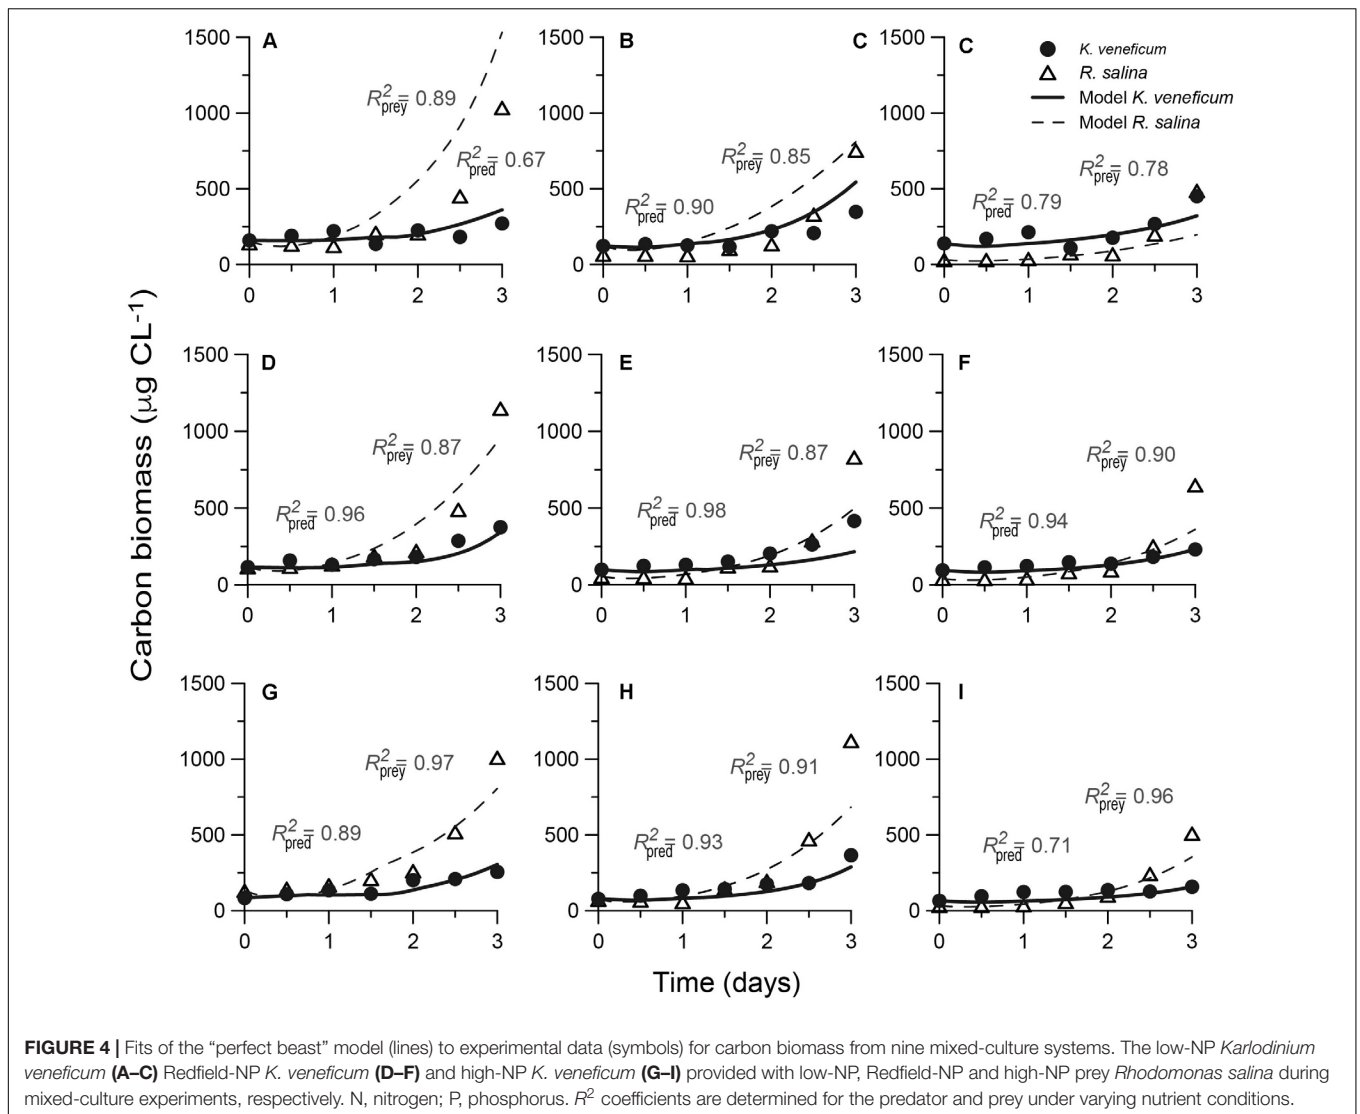 1500 A 1500 B C 1500 C K. veneficum
R. salina
Model K. veneficum
Model R. salina
1000 1000 1000
500 500 500
0 0 0
R²prey = 0.89
R²pred = 0.67
R²prey = 0.85
R²pred = 0.90
R²prey = 0.78
R²pred = 0.79
0 1 2 3 0 1 2 3 0 1 2 3
Carbon biomass (µg CL⁻¹)
1500 D 1500 E 1500 F
1000 1000 1000
500 500 500
0 0 0
R²prey = 0.87
R²pred = 0.96
R²prey = 0.87
R²pred = 0.98
R²prey = 0.90
R²pred = 0.94
0 1 2 3 0 1 2 3 0 1 2 3
1500 G 1500 H 1500 I
1000 1000 1000
500 500 500
0 0 0
R²prey = 0.97
R²pred = 0.89
R²prey = 0.91
R²pred = 0.93
R²prey = 0.96
R²pred = 0.71
0 1 2 3 0 1 2 3 0 1 2 3
Time (days)
FIGURE 4 | Fits of the “perfect beast” model (lines) to experimental data (symbols) for carbon biomass from nine mixed-culture systems. The low-NP Karlodinium
veneficum (A–C) Redfield-NP K. veneficum (D–F) and high-NP K. veneficum (G–I) provided with low-NP, Redfield-NP and high-NP prey Rhodomonas salina during
mixed-culture experiments, respectively. N, nitrogen; P, phosphorus. R² coefficients are determined for the predator and prey under varying nutrient conditions.